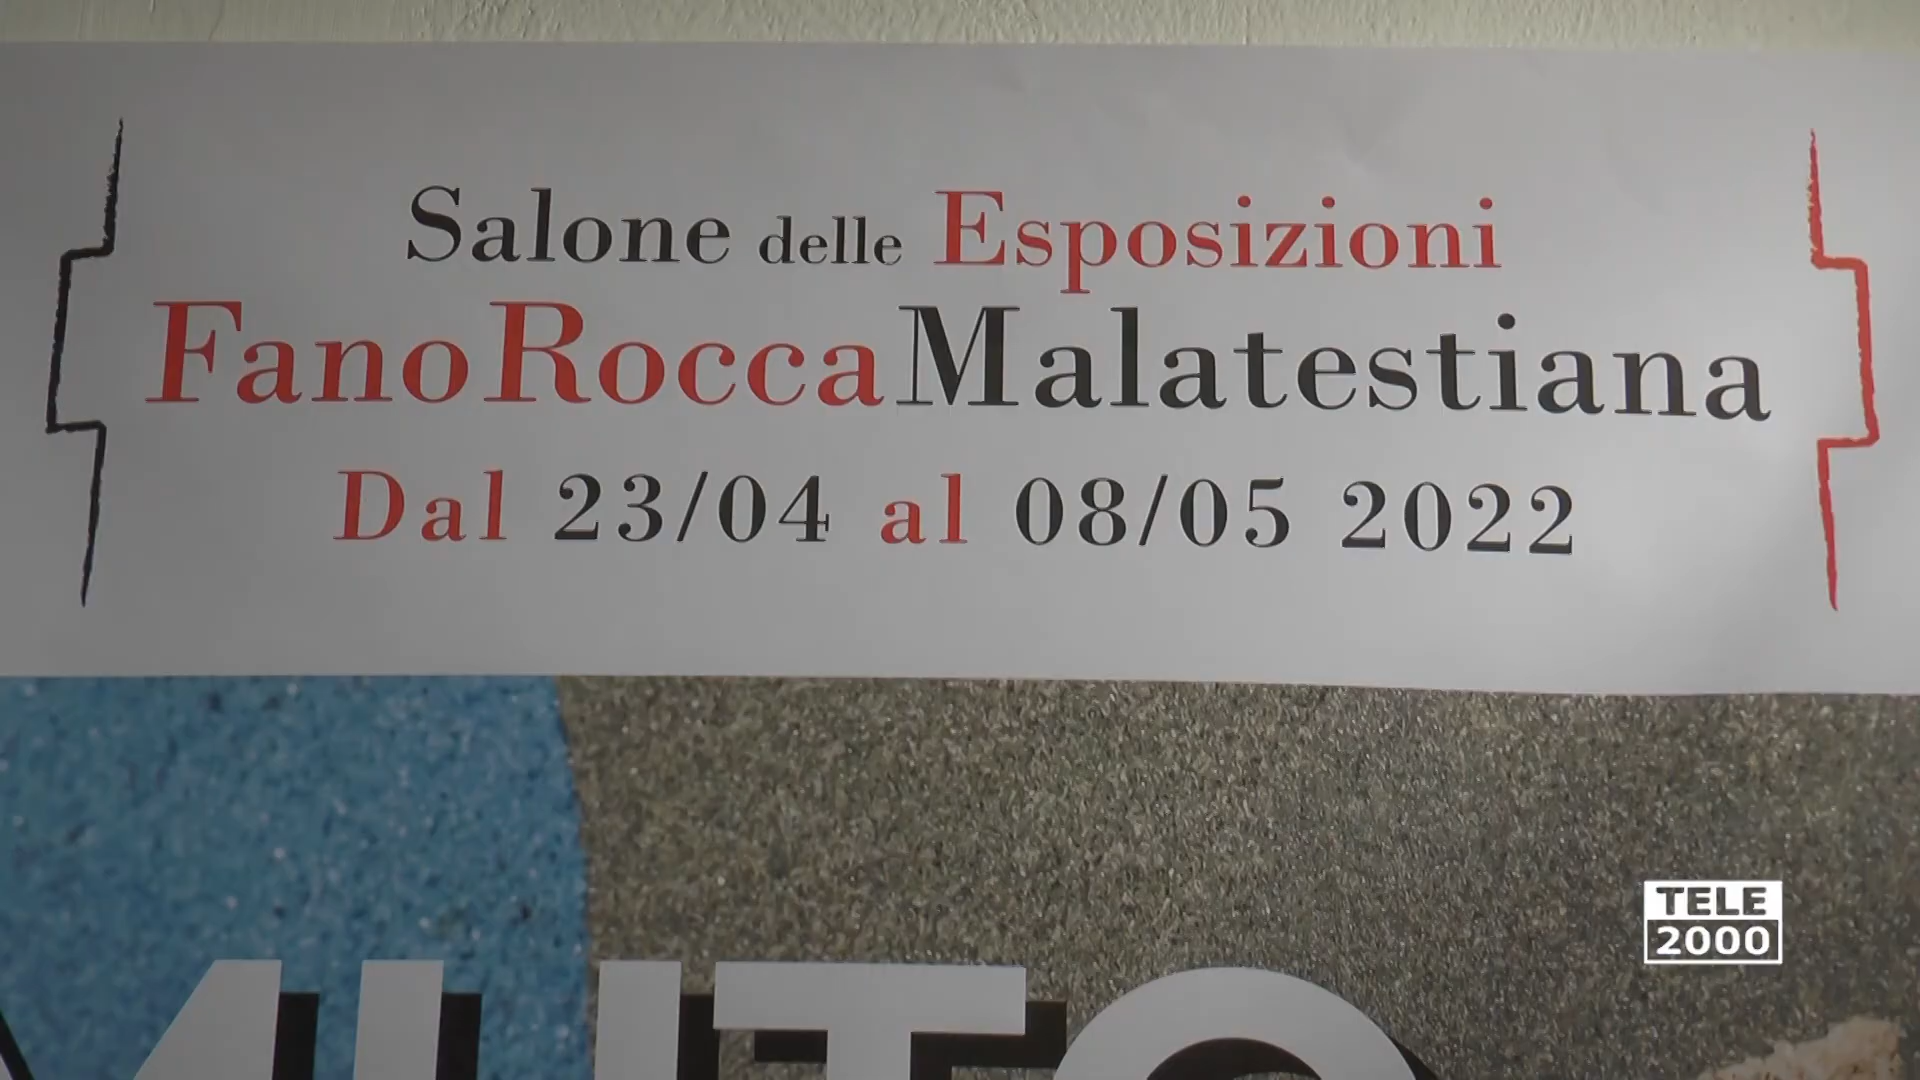 Salone delle Esposizioni
FanoRoccaMalatestiana
Dal 23/04 al 08/05 2022
TELE
2000